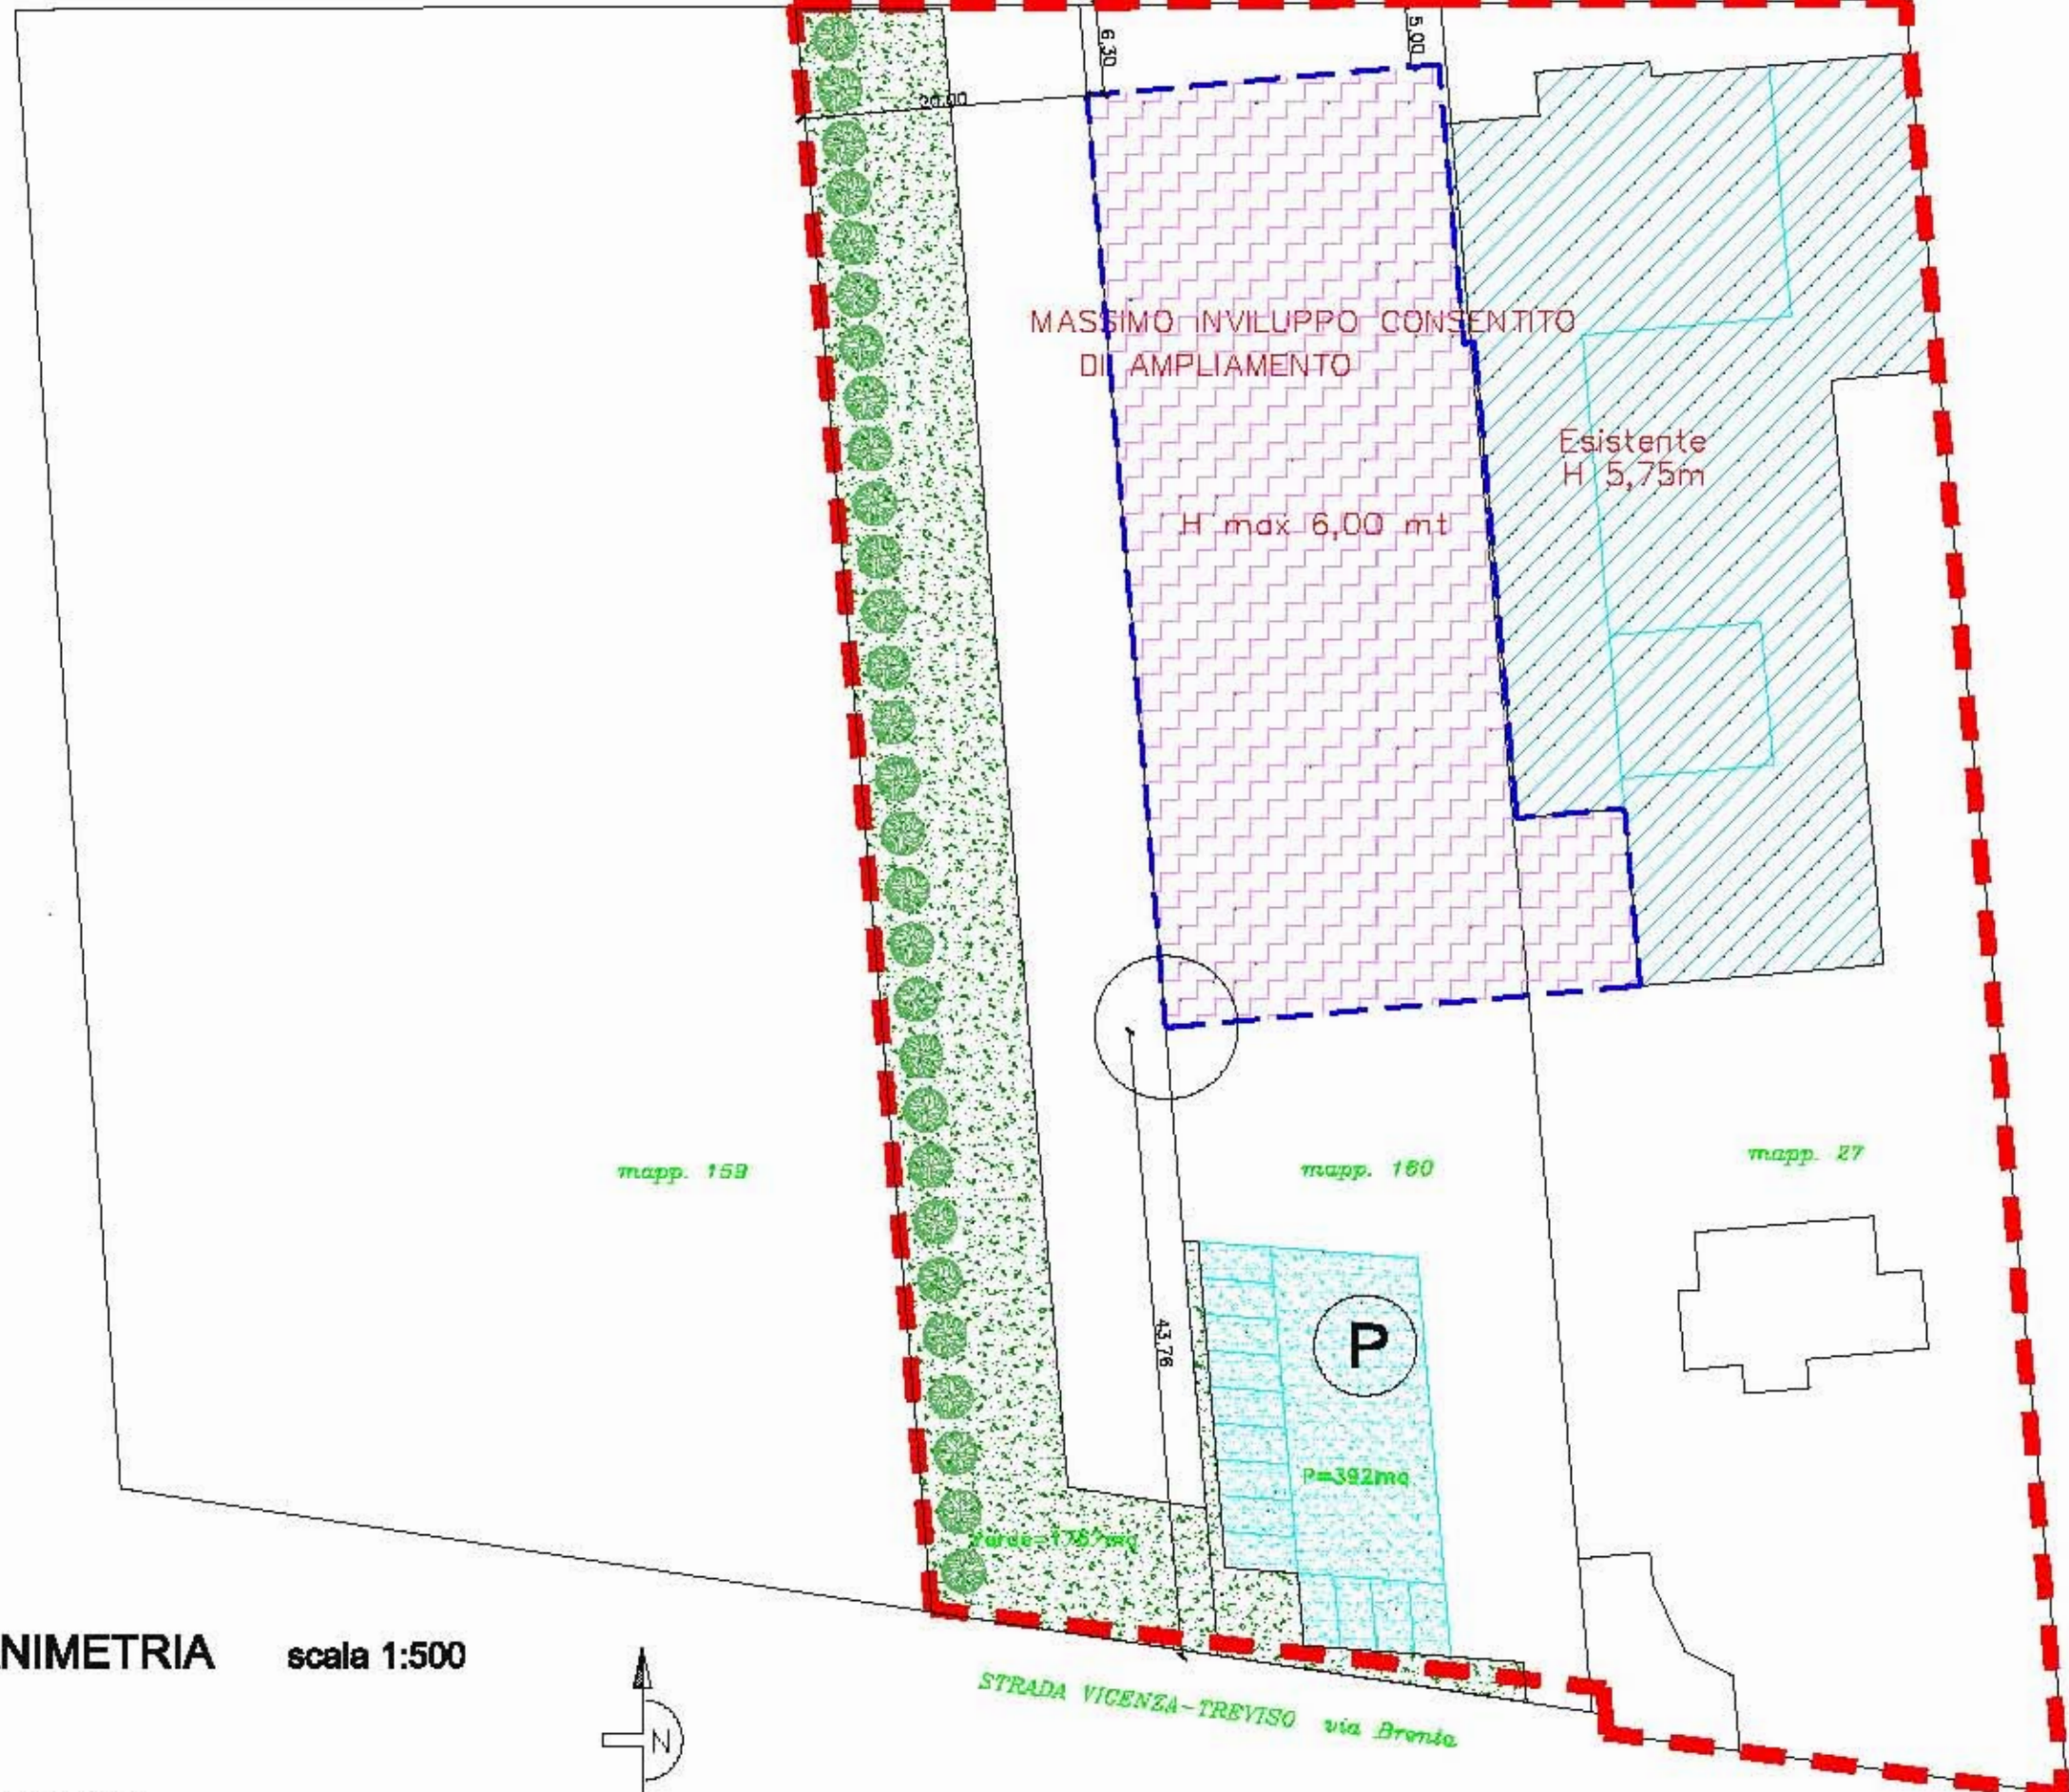 6,30
5,00
20,00
MASSIMO INVILUPPO CONSENTITO
DI AMPLIAMENTO
Esistente
H 5,75m
H max 6,00 mt
mapp. 159
mapp. 160
mapp. 27
43,76
P
P=392mq
NIMETRIA scala 1:500
N
STRADA VICENZA-TREVISO via Brenta